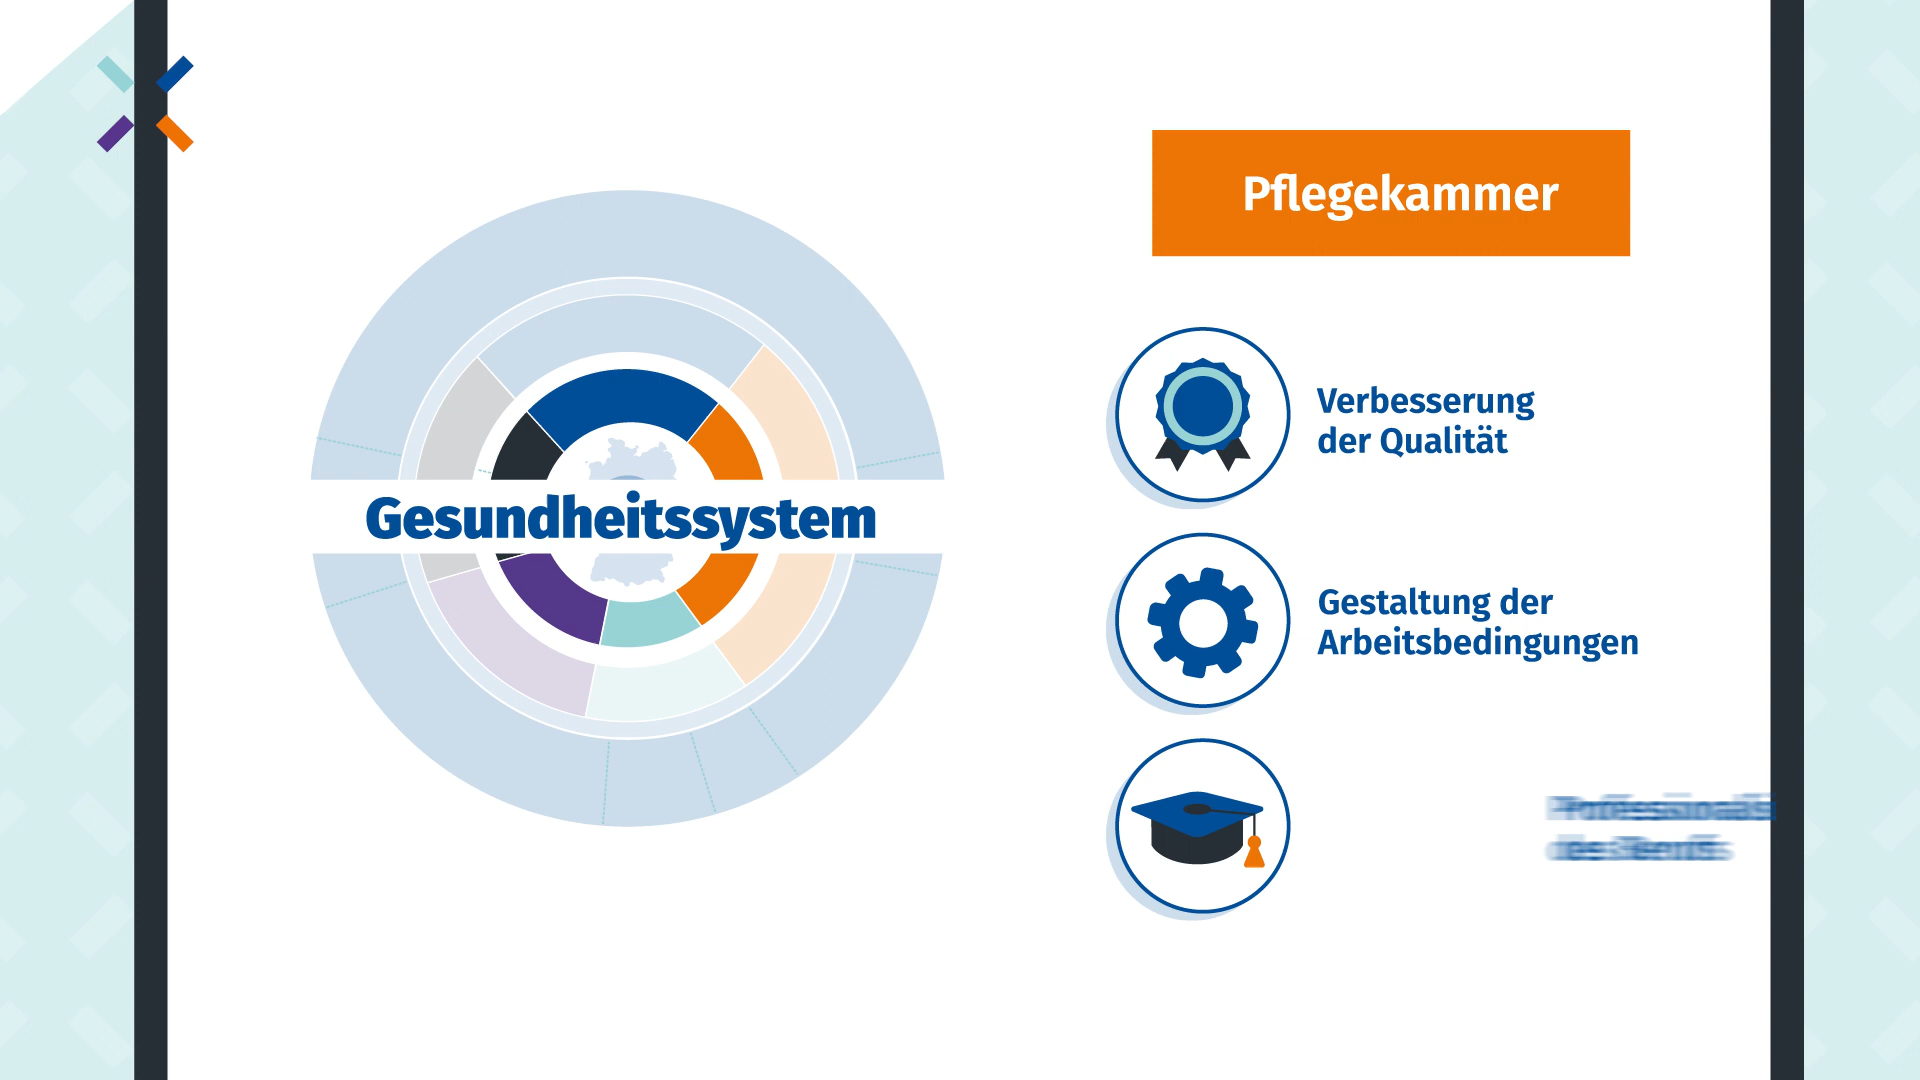 Pflegekammer
Verbesserung
der Qualität
Gesundheitssystem
Gestaltung der
Arbeitsbedingungen